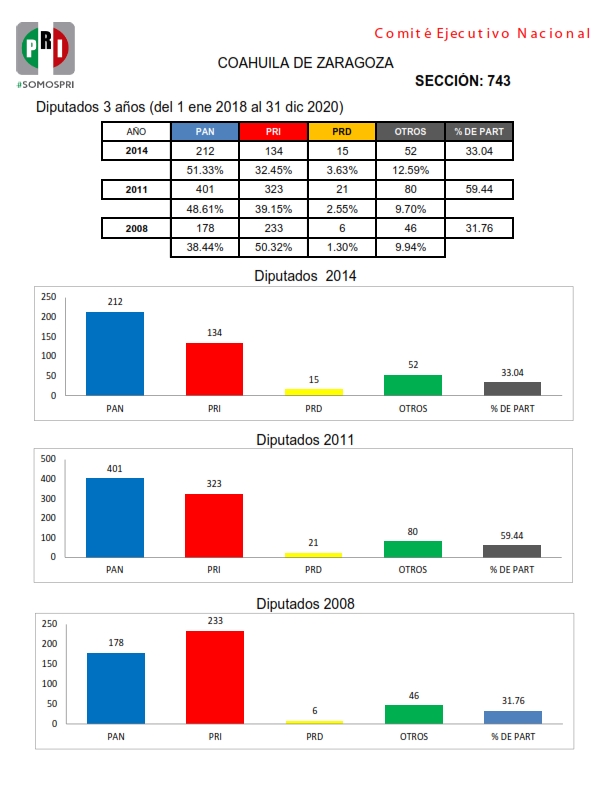 PRI
#SOMOSPRI
Comité Ejecutivo Nacional
COAHUILA DE ZARAGOZA
SECCIÓN: 743
Diputados 3 años (del 1 ene 2018 al 31 dic 2020)
AÑO PAN PRI PRD OTROS % DE PART
2014 212 134 15 52 33.04
51.33% 32.45% 3.63% 12.59%
2011 401 323 21 80 59.44
48.61% 39.15% 2.55% 9.70%
2008 178 233 6 46 31.76
38.44% 50.32% 1.30% 9.94%
Diputados 2014
250
200
150
100
50
0
212
134
15
52
33.04
PAN PRI PRD OTROS % DE PART
Diputados 2011
500
400
300
200
100
0
401
323
21
80
59.44
PAN PRI PRD OTROS % DE PART
Diputados 2008
250
200
150
100
50
0
178
233
6
46
31.76
PAN PRI PRD OTROS % DE PART